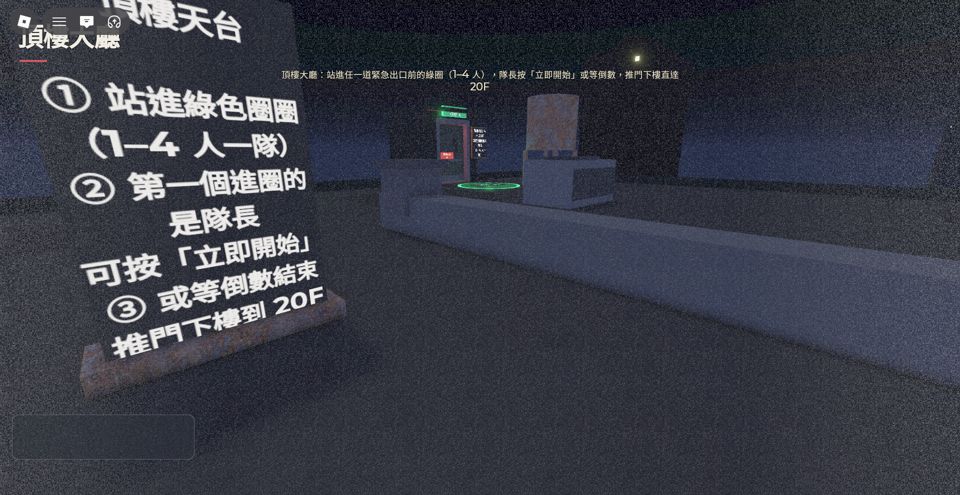 頂樓大廳
頂樓天台
① 站進綠色圈圈
（1–4 人一隊）
② 第一個進圈的
是隊長
可按「立即開始」
③ 或等倒數結束
推門下樓到 20F
頂樓大廳：站進任一道緊急出口前的綠圈（1–4 人），隊長按「立即開始」或等倒數，推門下樓直達
20F